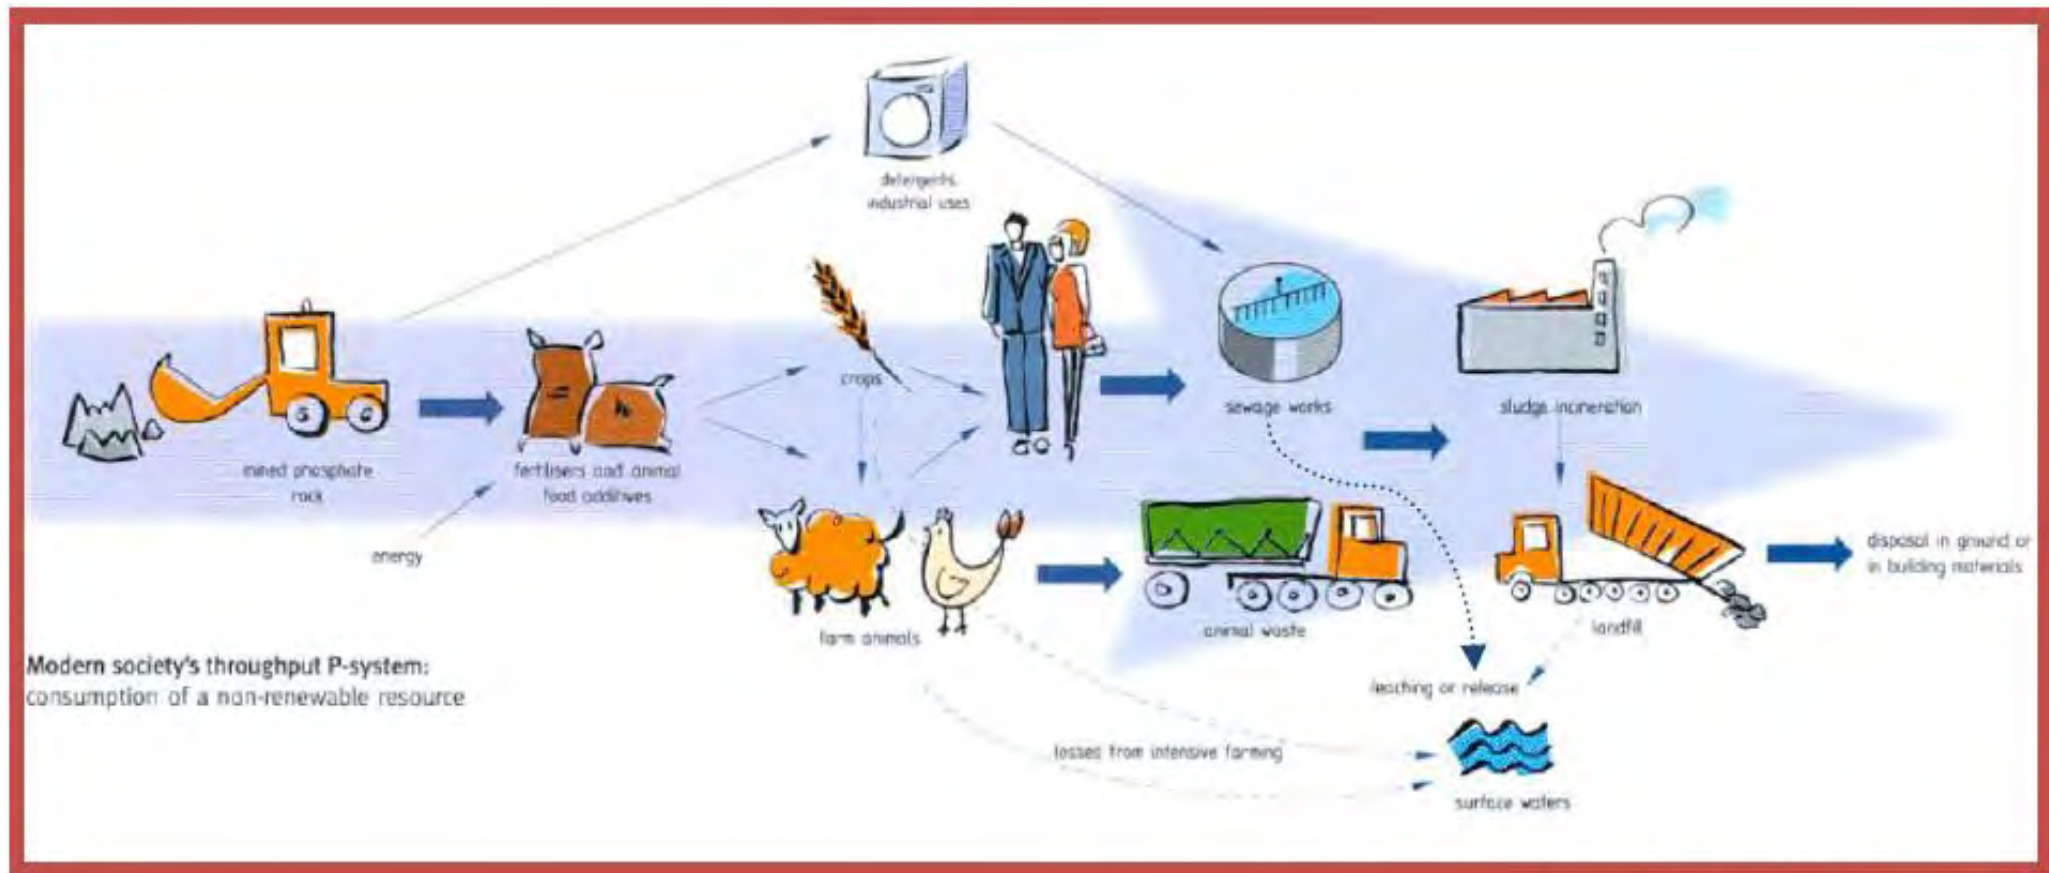 detergents,
industrial uses
crops
sewage works
sludge incineration
mined phosphate
rock
fertilisers and animal
food additives
energy
farm animals
animal waste
landfill
disposal in ground or
in building materials
Modern society's throughput P-system:
consumption of a non-renewable resource
leaching or release
losses from intensive farming
surface waters